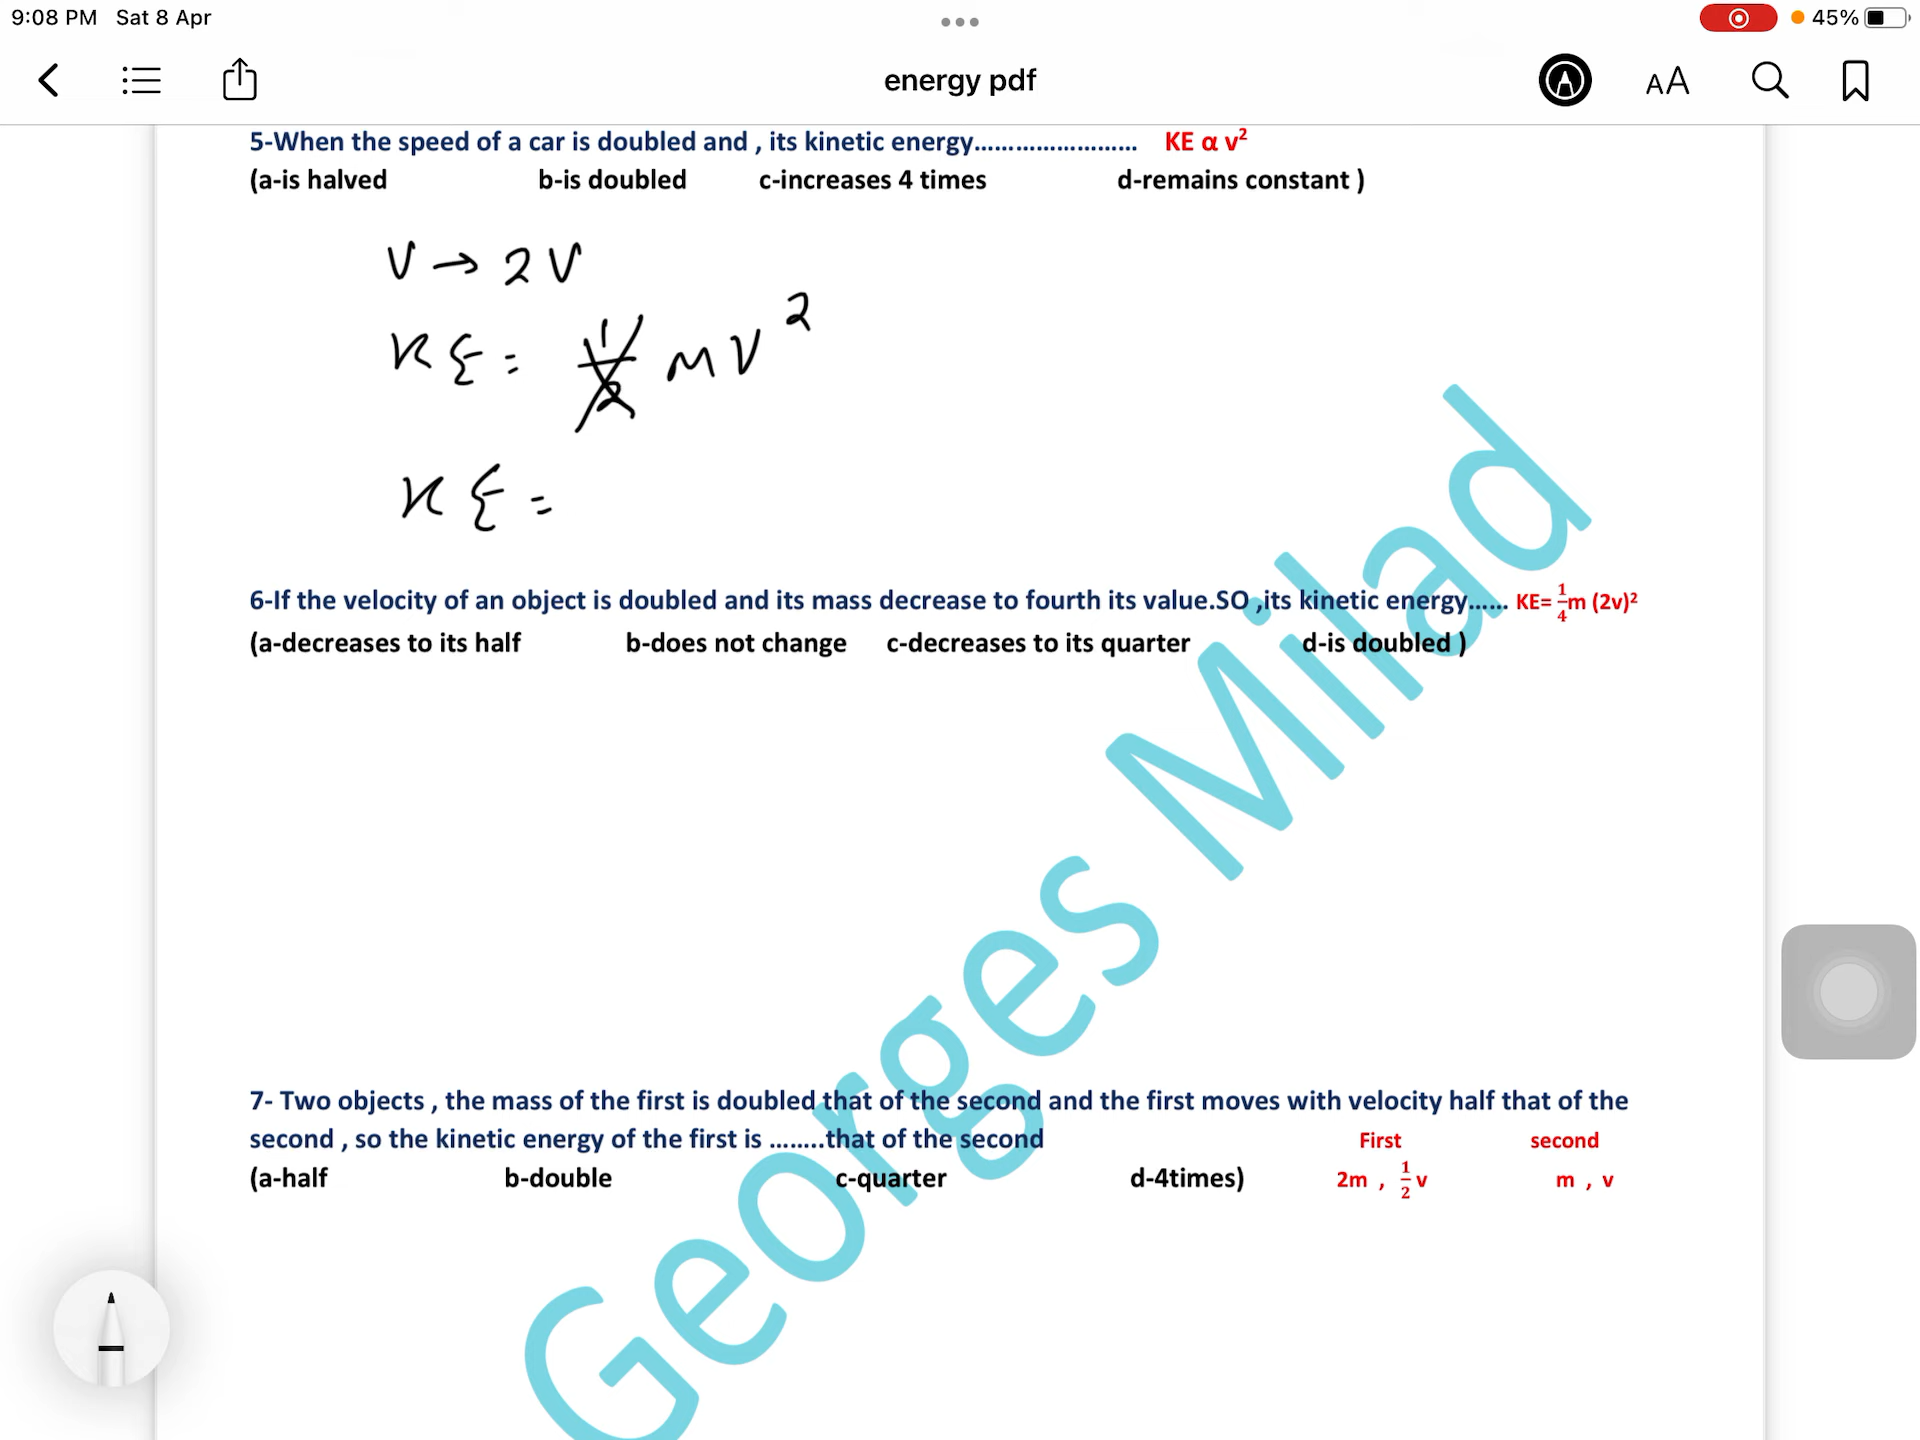 9:08 PM Sat 8 Apr
45%
energy pdf
AA
5-When the speed of a car is doubled and , its kinetic energy........................ KE α v²
(a-is halved b-is doubled c-increases 4 times d-remains constant )
V → 2V
KE = 1/2 mv²
KE =
6-If the velocity of an object is doubled and its mass decrease to fourth its value.SO ,its kinetic energy...... KE= 1/4 m (2v)²
(a-decreases to its half b-does not change c-decreases to its quarter d-is doubled )
7- Two objects , the mass of the first is doubled that of the second and the first moves with velocity half that of the
second , so the kinetic energy of the first is ........that of the second First second
(a-half b-double c-quarter d-4times) 2m , 1/2 v m , v
Georges Milad